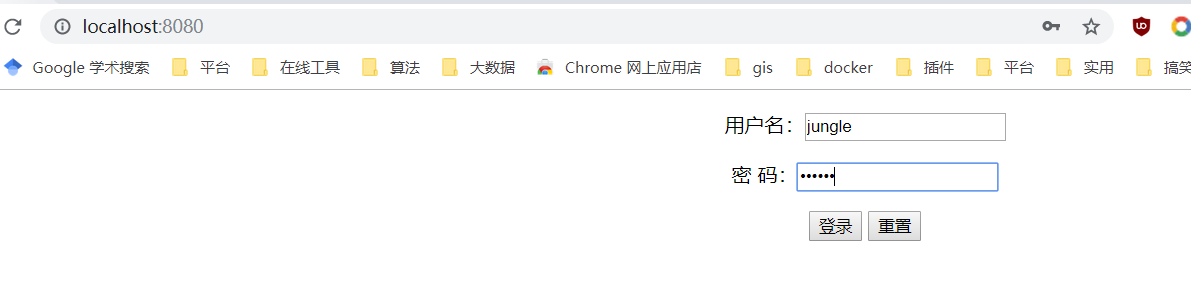 localhost:8080
Google 学术搜索 平台 在线工具 算法 大数据 Chrome 网上应用店 gis docker 插件 平台 实用 搞笑
用户名：jungle
密 码：••••••
登录 重置